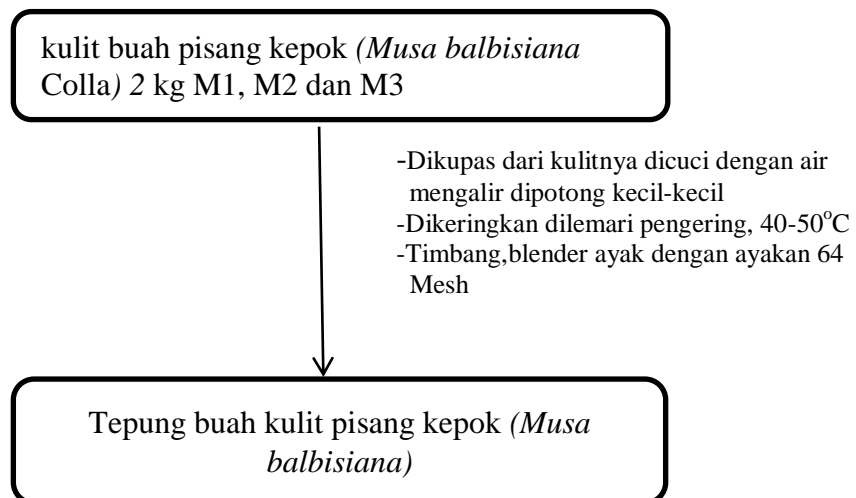 kulit buah pisang kepok (Musa balbisiana
Colla) 2 kg M1, M2 dan M3
-Dikupas dari kulitnya dicuci dengan air
mengalir dipotong kecil-kecil
-Dikeringkan dilemari pengering, 40-50°C
-Timbang,blender ayak dengan ayakan 64
Mesh
Tepung buah kulit pisang kepok (Musa
balbisiana)